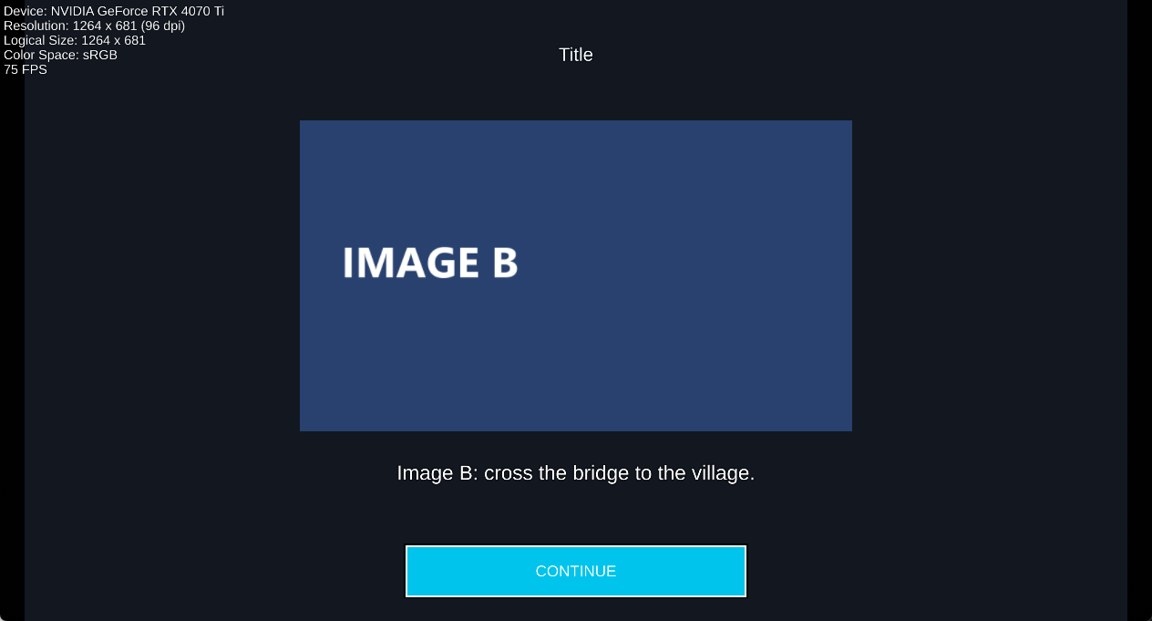 Device: NVIDIA GeForce RTX 4070 Ti
Resolution: 1264 x 681 (96 dpi)
Logical Size: 1264 x 681
Color Space: sRGB
75 FPS
Title
IMAGE B
Image B: cross the bridge to the village.
CONTINUE